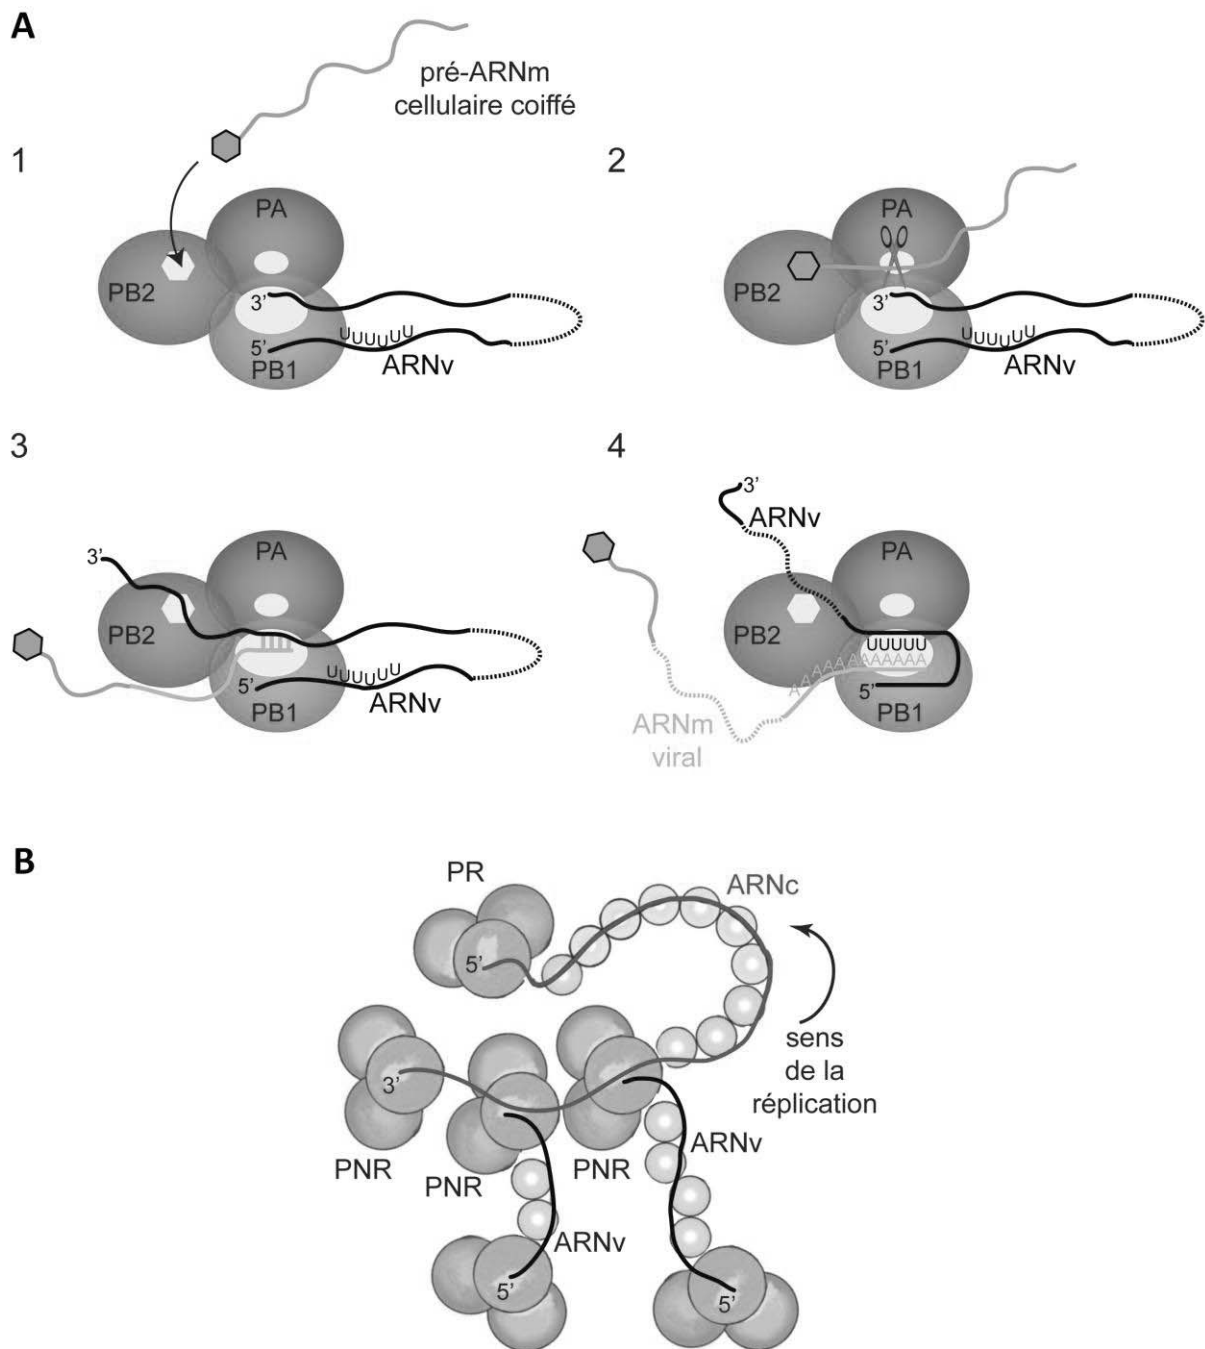 A
pré-ARNm
cellulaire coiffé
1
PA
PB2
3'
5'
UUUUUU
PB1
ARNv
2
PA
PB2
3'
5'
UUUUUU
PB1
ARNv
3
3'
PA
PB2
5'
UUUUUU
PB1
ARNv
4
3'
ARNv
PA
PB2
UUUUU
AAAAAAAAAAA
5'
PB1
ARNm
viral
B
PR
ARNc
5'
sens
de la
réplication
3'
PNR
PNR
PNR
ARNv
ARNv
5'
5'